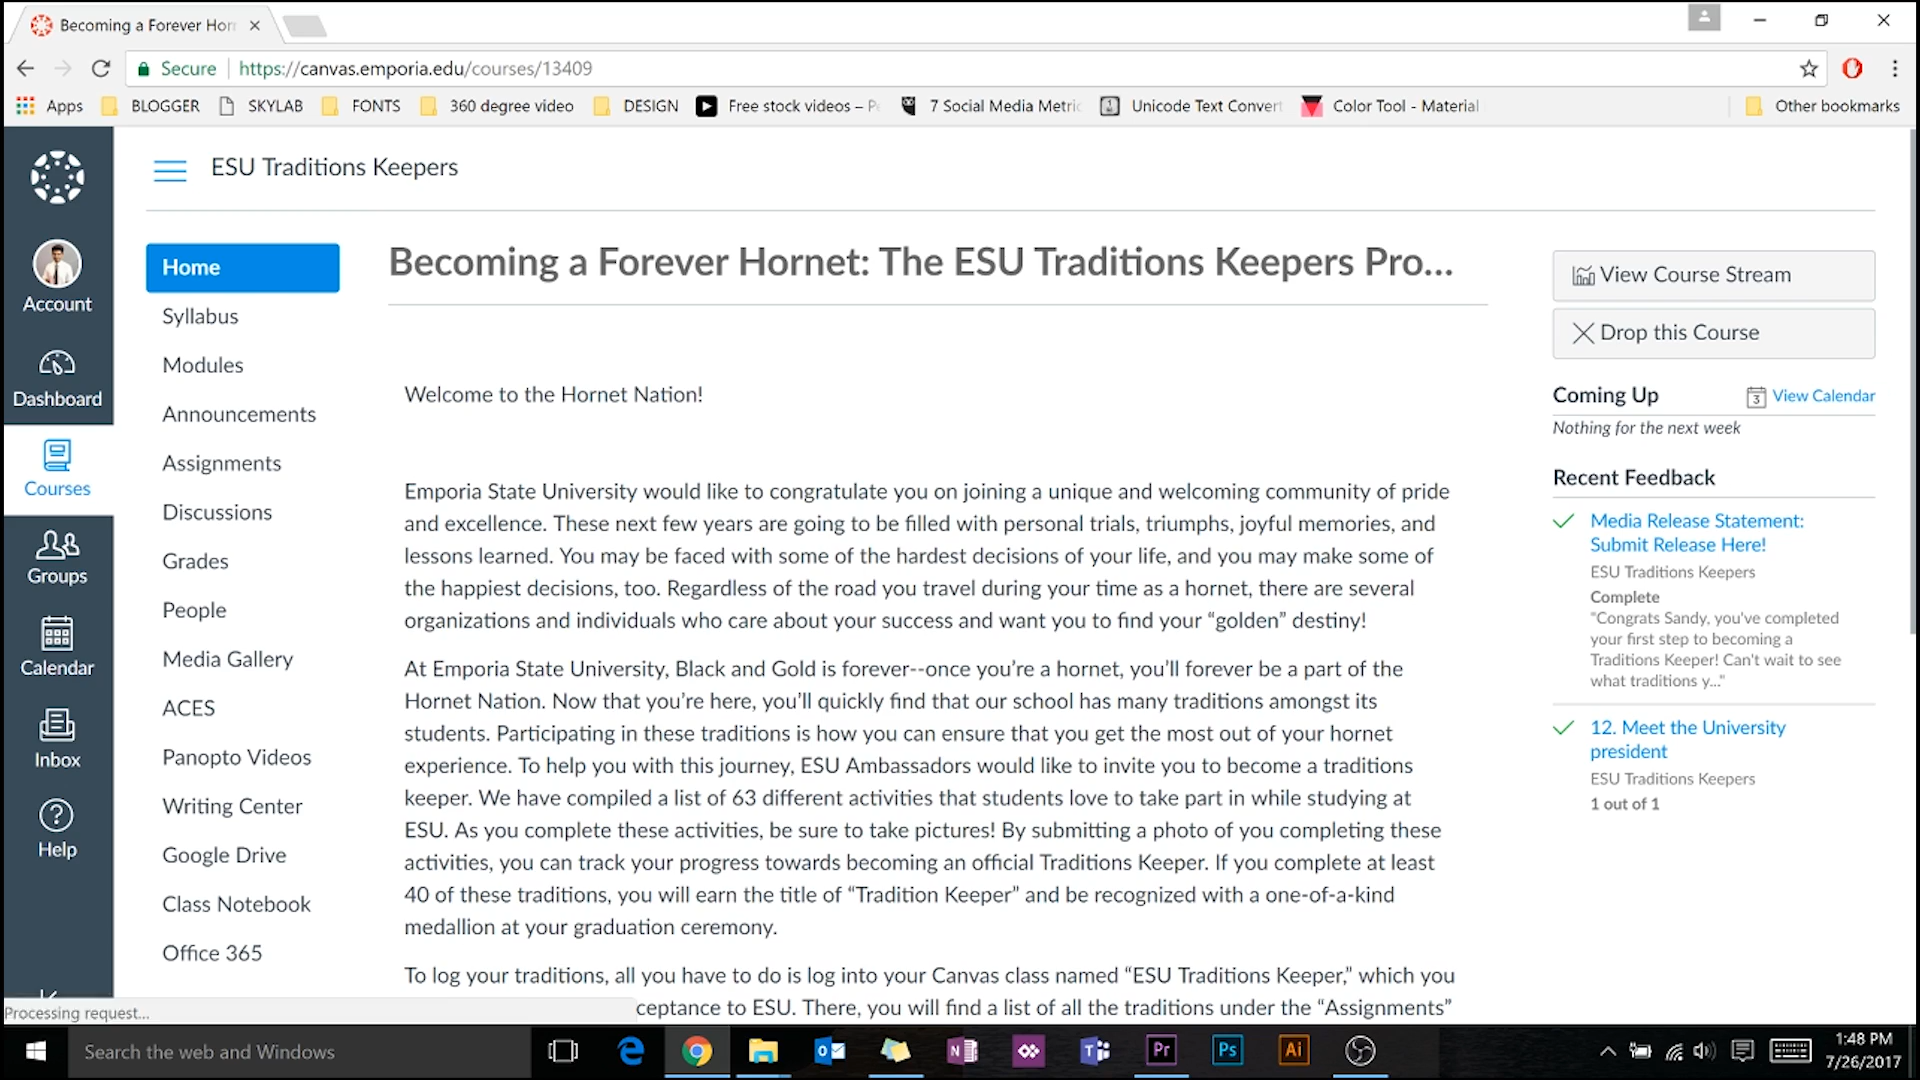 Becoming a Forever Hor
Secure
https://canvas.emporia.edu/courses/13409
Apps
BLOGGER
SKYLAB
FONTS
360 degree video
DESIGN
Free stock videos – P
7 Social Media Metric
Unicode Text Convert
Color Tool - Material
Other bookmarks
ESU Traditions Keepers
Account
Dashboard
Courses
Groups
Calendar
Inbox
Help
Home
Syllabus
Modules
Announcements
Assignments
Discussions
Grades
People
Media Gallery
ACES
Panopto Videos
Writing Center
Google Drive
Class Notebook
Office 365
Becoming a Forever Hornet: The ESU Traditions Keepers Pro...
Welcome to the Hornet Nation!
Emporia State University would like to congratulate you on joining a unique and welcoming community of pride
and excellence. These next few years are going to be filled with personal trials, triumphs, joyful memories, and
lessons learned. You may be faced with some of the hardest decisions of your life, and you may make some of
the happiest decisions, too. Regardless of the road you travel during your time as a hornet, there are several
organizations and individuals who care about your success and want you to find your “golden” destiny!
At Emporia State University, Black and Gold is forever--once you’re a hornet, you’ll forever be a part of the
Hornet Nation. Now that you’re here, you’ll quickly find that our school has many traditions amongst its
students. Participating in these traditions is how you can ensure that you get the most out of your hornet
experience. To help you with this journey, ESU Ambassadors would like to invite you to become a traditions
keeper. We have compiled a list of 63 different activities that students love to take part in while studying at
ESU. As you complete these activities, be sure to take pictures! By submitting a photo of you completing these
activities, you can track your progress towards becoming an official Traditions Keeper. If you complete at least
40 of these traditions, you will earn the title of “Tradition Keeper” and be recognized with a one-of-a-kind
medallion at your graduation ceremony.
To log your traditions, all you have to do is log into your Canvas class named “ESU Traditions Keeper,” which you
ceptance to ESU. There, you will find a list of all the traditions under the “Assignments”
View Course Stream
Drop this Course
Coming Up
3 View Calendar
Nothing for the next week
Recent Feedback
Media Release Statement:
Submit Release Here!
ESU Traditions Keepers
Complete
"Congrats Sandy, you've completed
your first step to becoming a
Traditions Keeper! Can't wait to see
what traditions y..."
12. Meet the University
president
ESU Traditions Keepers
1 out of 1
Processing request...
Search the web and Windows
Pr
Ps
Ai
1:48 PM
7/26/2017